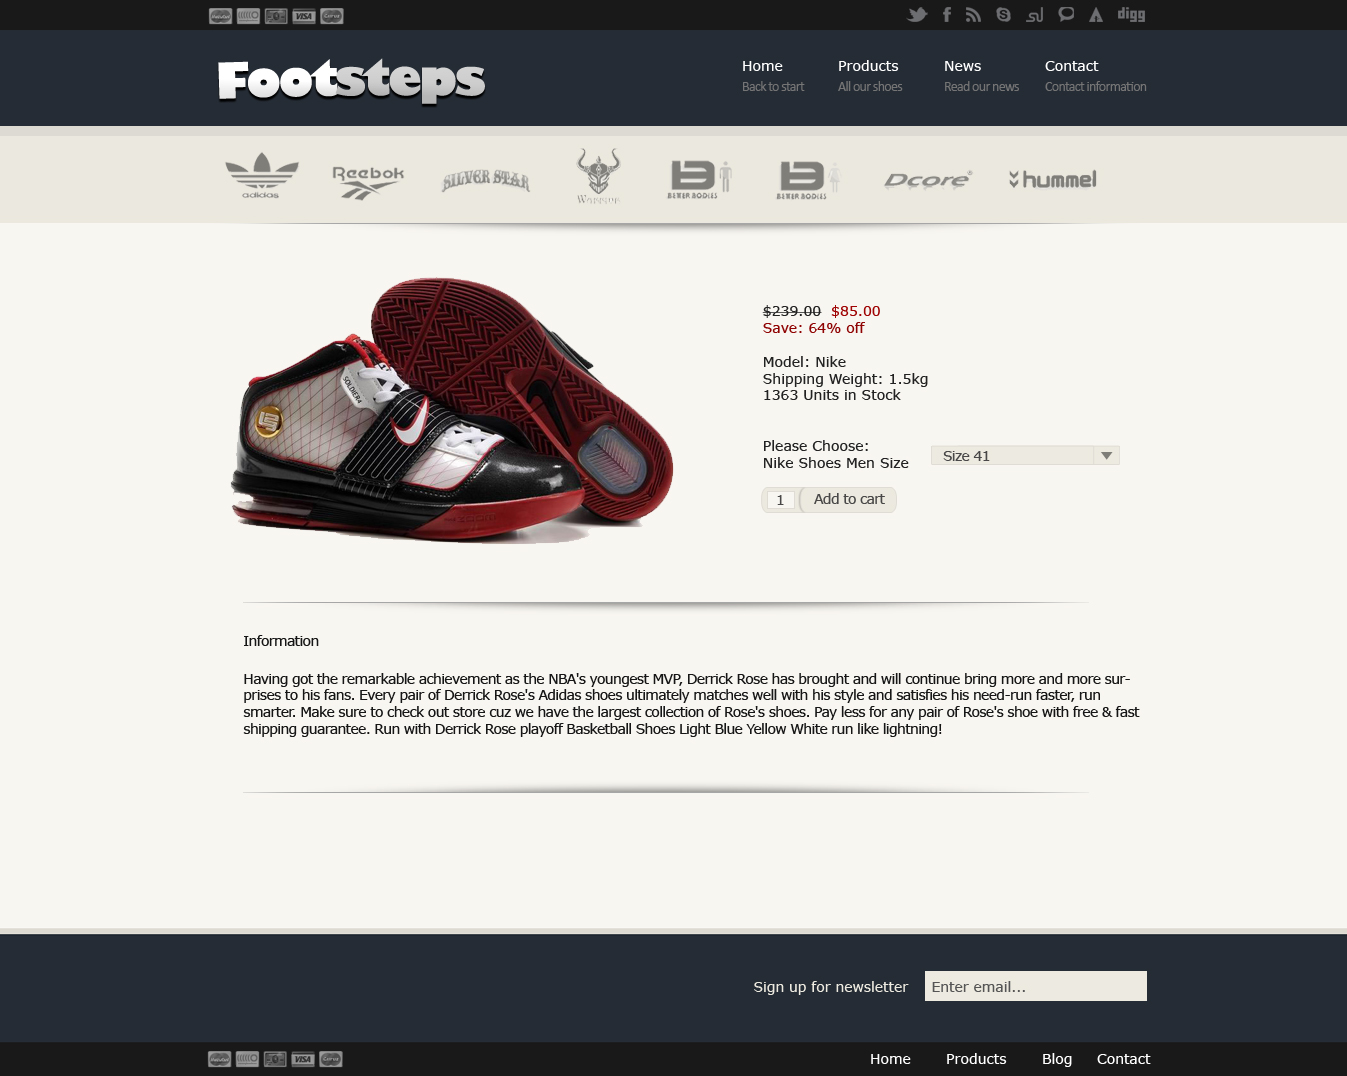 VISA
digg
Footsteps
Home Products News Contact
Back to start All our shoes Read our news Contact information
adidas
Reebok
SILVER STAR
WARRIOR
BEWER BODIES
BEWER BODIES
Dcore®
hummel
SOLDIER4
$239.00 $85.00
Save: 64% off
Model: Nike
Shipping Weight: 1.5kg
1363 Units in Stock
Please Choose:
Nike Shoes Men Size
Size 41
1 Add to cart
Information
Having got the remarkable achievement as the NBA's youngest MVP, Derrick Rose has brought and will continue bring more and more sur-
prises to his fans. Every pair of Derrick Rose's Adidas shoes ultimately matches well with his style and satisfies his need-run faster, run
smarter. Make sure to check out store cuz we have the largest collection of Rose's shoes. Pay less for any pair of Rose's shoe with free & fast
shipping guarantee. Run with Derrick Rose playoff Basketball Shoes Light Blue Yellow White run like lightning!
Sign up for newsletter Enter email...
VISA
Home Products Blog Contact